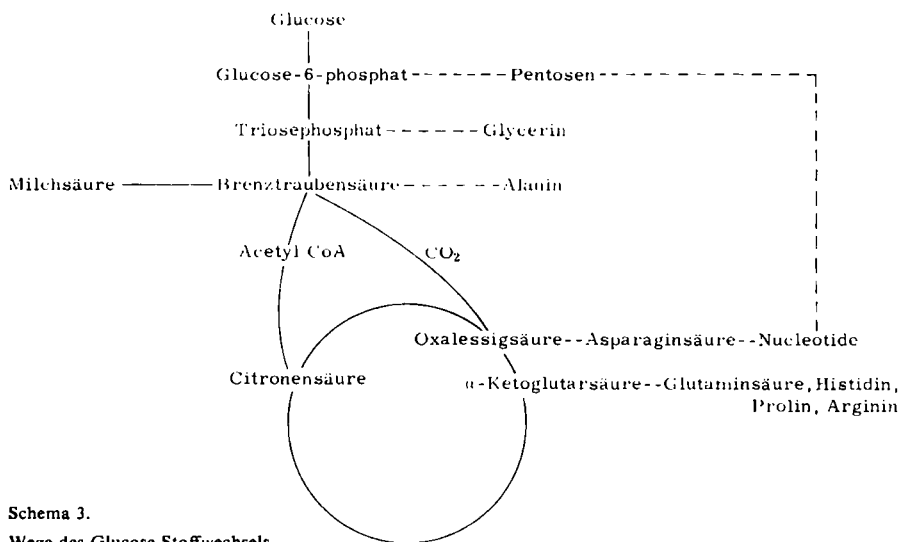 Glucose
Glucose-6-phosphat Pentosen
Triosephosphat Glycerin
Milchsäure Brenztraubensäure Alanin
Acetyl CoA CO₂
Oxalessigsäure Asparaginsäure Nucleotide
Citronensäure α-Ketoglutarsäure Glutaminsäure, Histidin,
Prolin, Arginin
Schema 3.
Wege des Glucose-Stoffwechsels